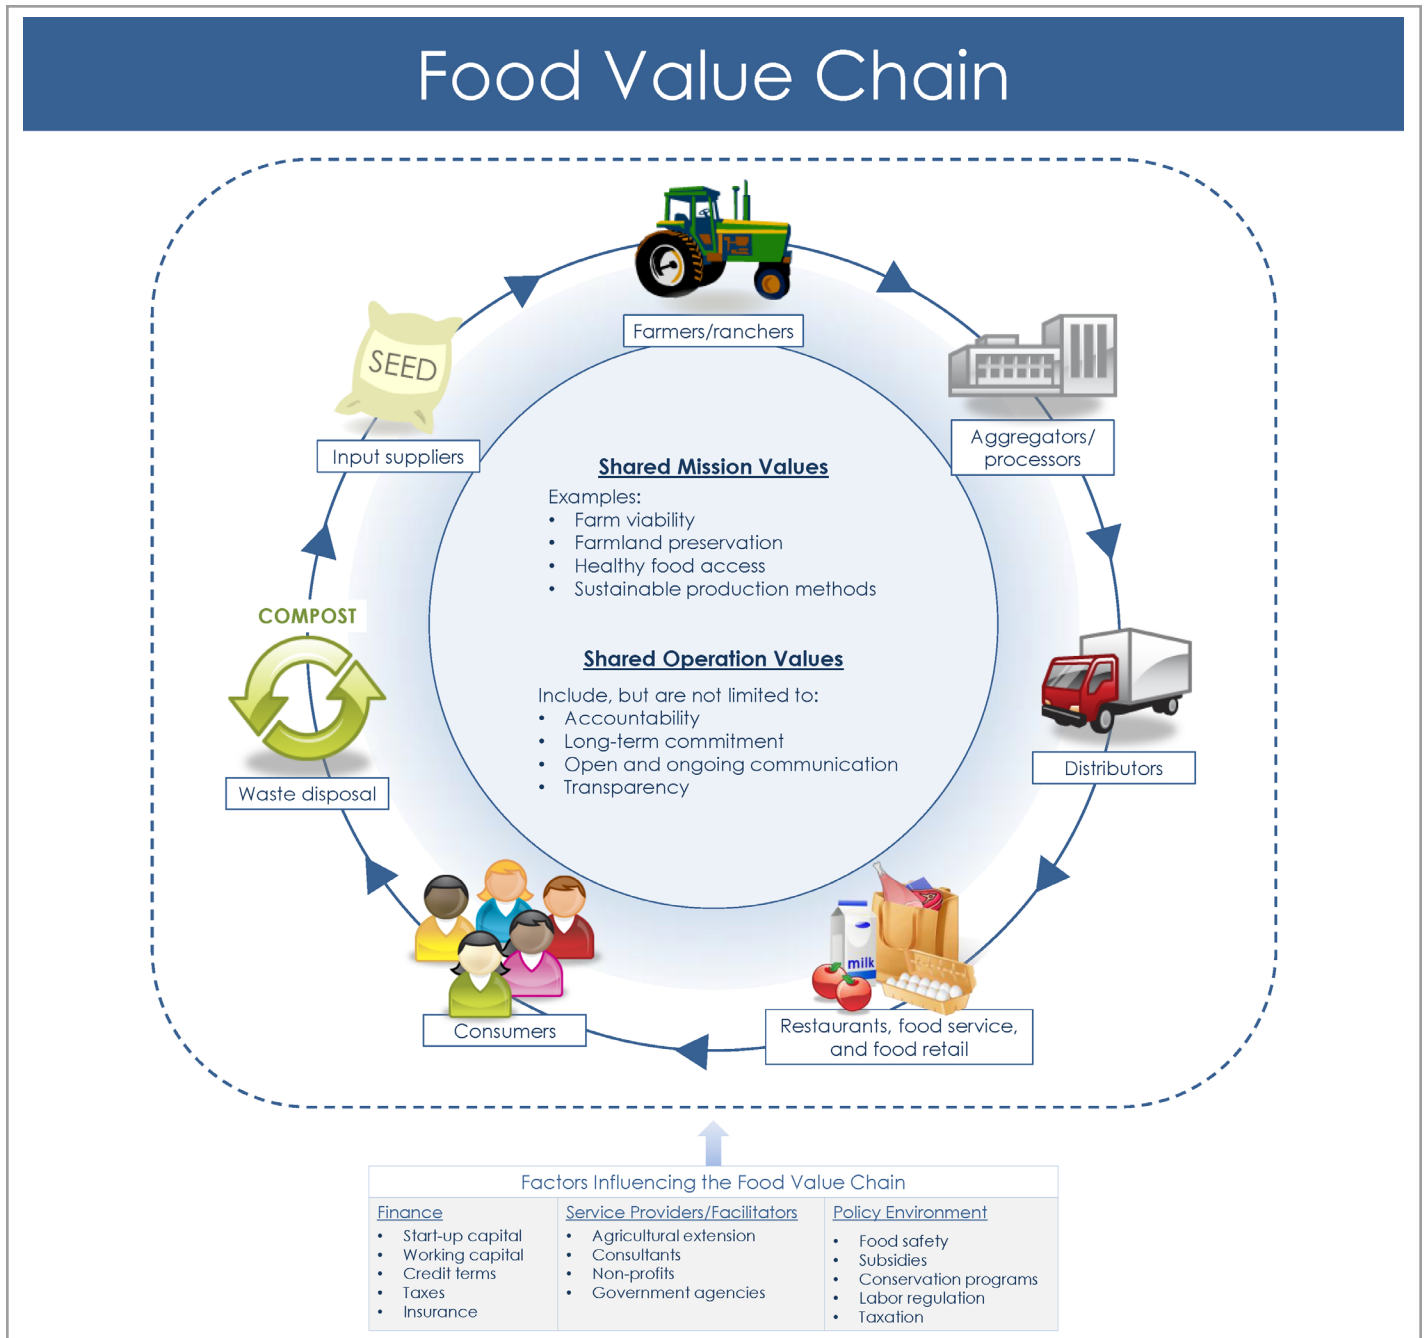 Food Value Chain
Farmers/ranchers
SEED
Input suppliers
Aggregators/
processors
Shared Mission Values
Examples:
• Farm viability
• Farmland preservation
• Healthy food access
• Sustainable production methods
COMPOST
Waste disposal
Shared Operation Values
Include, but are not limited to:
• Accountability
• Long-term commitment
• Open and ongoing communication
• Transparency
Distributors
milk
Consumers
Restaurants, food service,
and food retail
Factors Influencing the Food Value Chain
Finance
• Start-up capital
• Working capital
• Credit terms
• Taxes
• Insurance
Service Providers/Facilitators
• Agricultural extension
• Consultants
• Non-profits
• Government agencies
Policy Environment
• Food safety
• Subsidies
• Conservation programs
• Labor regulation
• Taxation